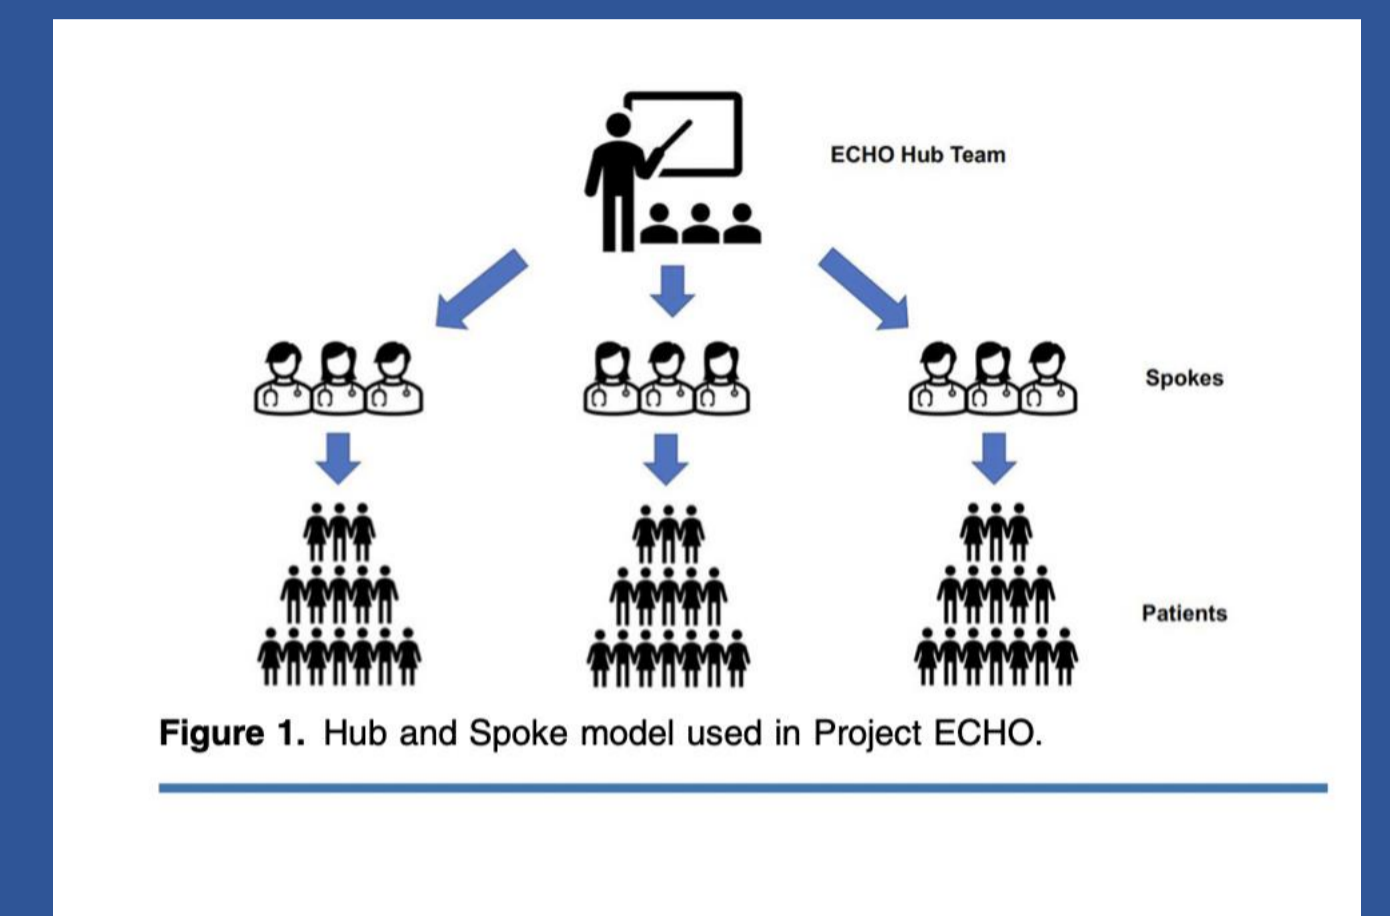 ECHO Hub Team
Spokes
Patients
Figure 1. Hub and Spoke model used in Project ECHO.